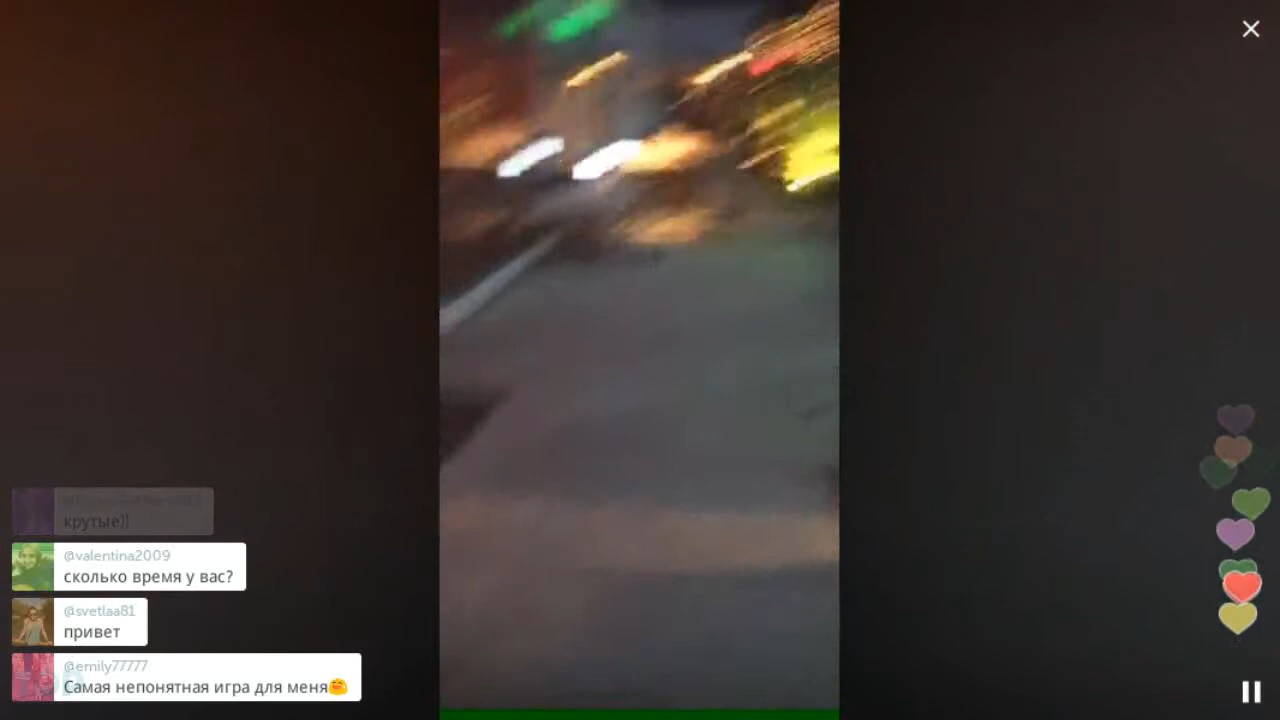 крутые))
@valentina2009
сколько время у вас?
@svetlaa81
привет
@emily77777
Самая непонятная игра для меня😊